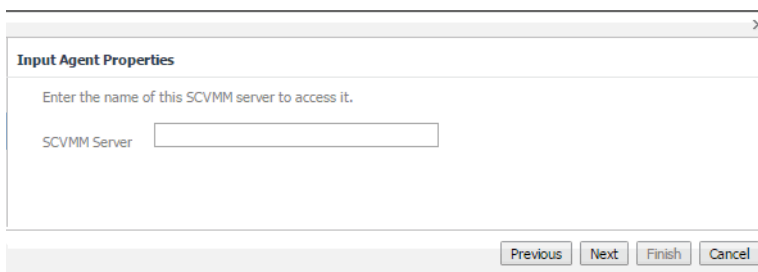 Input Agent Properties
Enter the name of this SCVMM server to access it.
SCVMM Server
Previous Next Finish Cancel